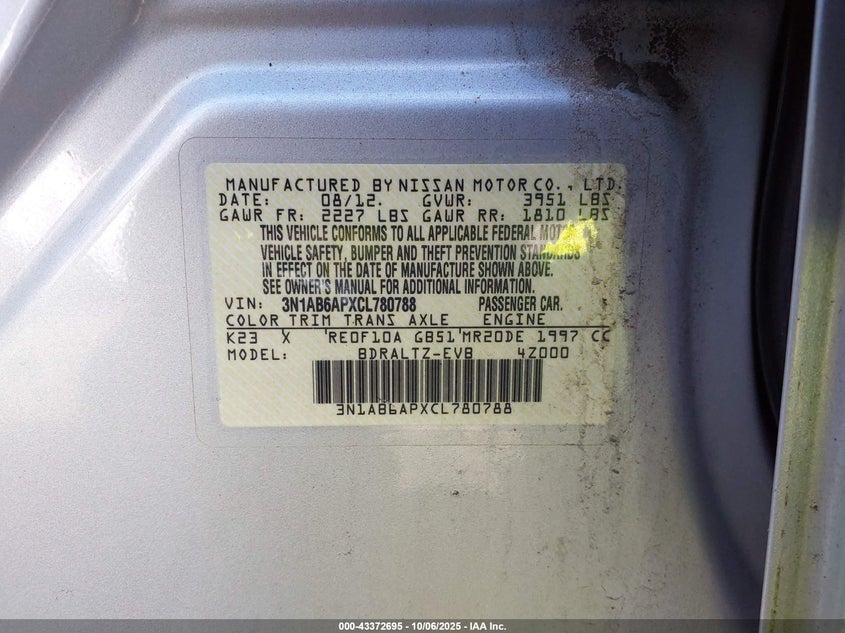 MANUFACTURED BY NISSAN MOTOR CO., LTD.
DATE: 08/12. GVWR: 3951 LBS
GAWR FR: 2227 LBS GAWR RR: 1810 LBS
THIS VEHICLE CONFORMS TO ALL APPLICABLE FEDERAL MOTOR
VEHICLE SAFETY, BUMPER AND THEFT PREVENTION STANDARDS
IN EFFECT ON THE DATE OF MANUFACTURE SHOWN ABOVE.
SEE OWNER'S MANUAL FOR ADDITIONAL INFORMATION.
VIN: 3N1AB6APXCL780788 PASSENGER CAR.
COLOR TRIM TRANS AXLE ENGINE
K23 X RE0F10A GB51 MR20DE 1997 CC
MODEL: BDRALTZ-EVB 4Z000
3N1AB6APXCL780788
000-43372695 - 10/06/2025 - IAA Inc.